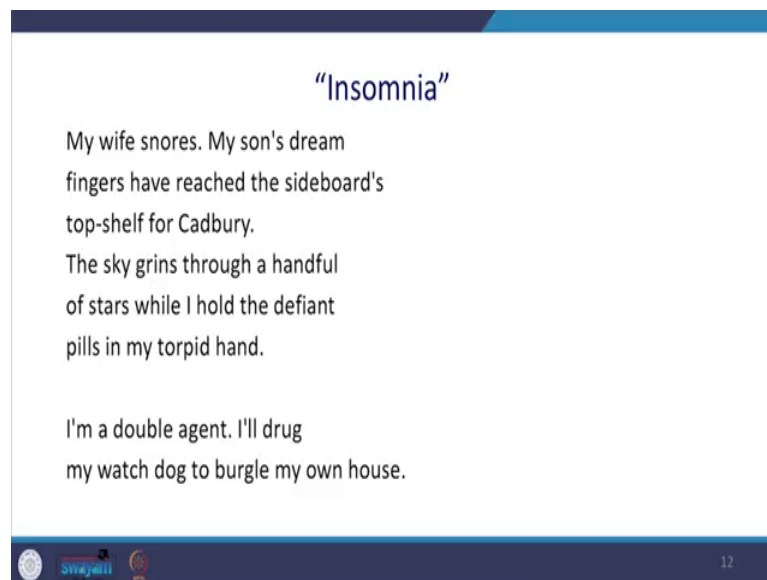 “Insomnia”
My wife snores. My son's dream
fingers have reached the sideboard's
top-shelf for Cadbury.
The sky grins through a handful
of stars while I hold the defiant
pills in my torpid hand.
I'm a double agent. I'll drug
my watch dog to burgle my own house.
swayam
12